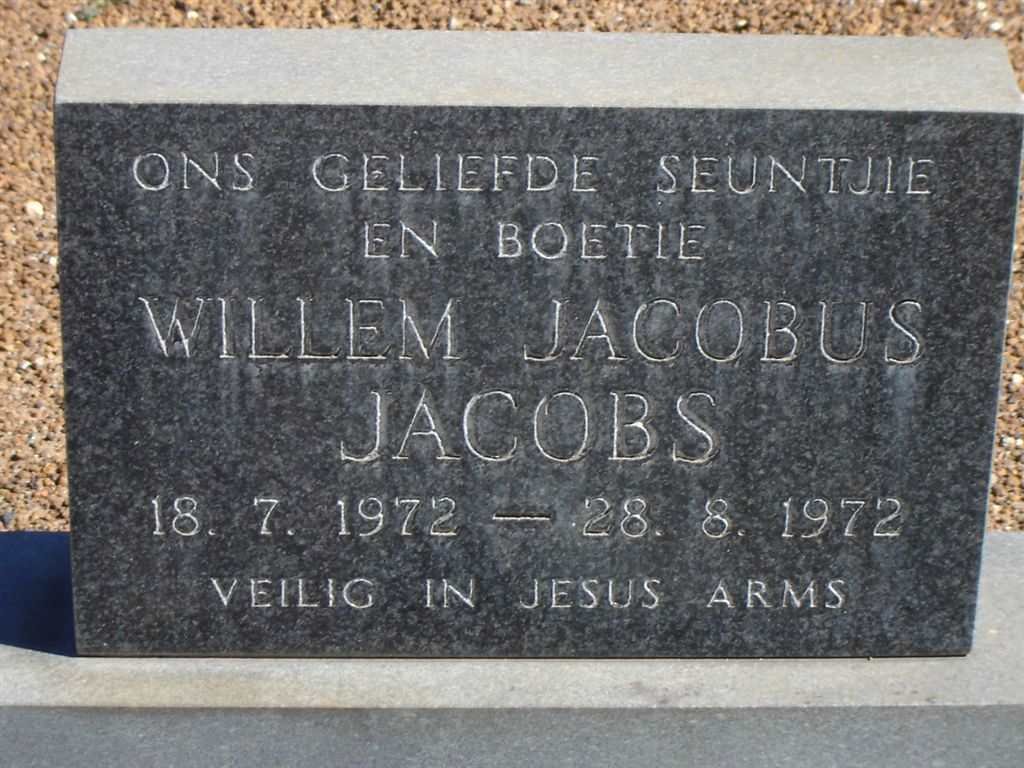 ONS GELIEFDE SEUNTJIE
EN BOETIE
WILLEM JACOBUS
JACOBS
18. 7. 1972 — 28. 8. 1972
VEILIG IN JESUS ARMS